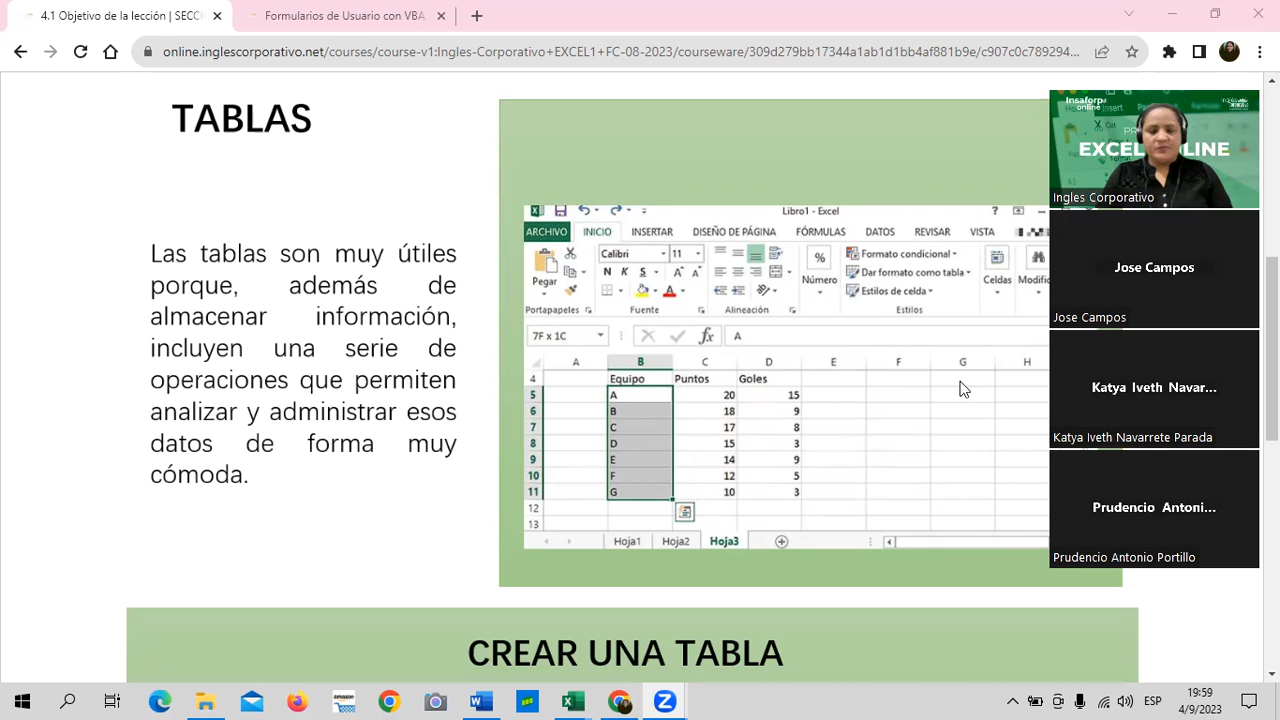 4.1 Objetivo de la lección | SECCI
Formularios de Usuario con VBA
online.inglescorporativo.net/courses/course-v1:Ingles-Corporativo+EXCEL1+FC-08-2023/courseware/309d279bb17344a1ab1d1bb4af881b9e/c907c0c789294...
TABLAS
Las tablas son muy útiles
porque, además de
almacenar información,
incluyen una serie de
operaciones que permiten
analizar y administrar esos
datos de forma muy
cómoda.
Libro1 - Excel
ARCHIVO INICIO INSERTAR DISEÑO DE PÁGINA FÓRMULAS DATOS REVISAR VISTA
Calibri 11
Pegar
N K S
Número
Formato condicional
Dar formato como tabla
Estilos de celda
Celdas
Modific
Portapapeles Fuente Alineación Estilos
7F x 1C fx A
A B C D E F G H
4 Equipo Puntos Goles
5 A 20 15
6 B 18 9
7 C 17 8
8 D 15 3
9 E 14 9
10 F 12 5
11 G 10 3
12
13
Hoja1 Hoja2 Hoja3
CREAR UNA TABLA
Insaforp
online
EXCEL ONLINE
Ingles Corporativo
Jose Campos
Jose Campos
Katya Iveth Navar...
Katya Iveth Navarrete Parada
Prudencio Antoni...
Prudencio Antonio Portillo
ESP
19:59
4/9/2023